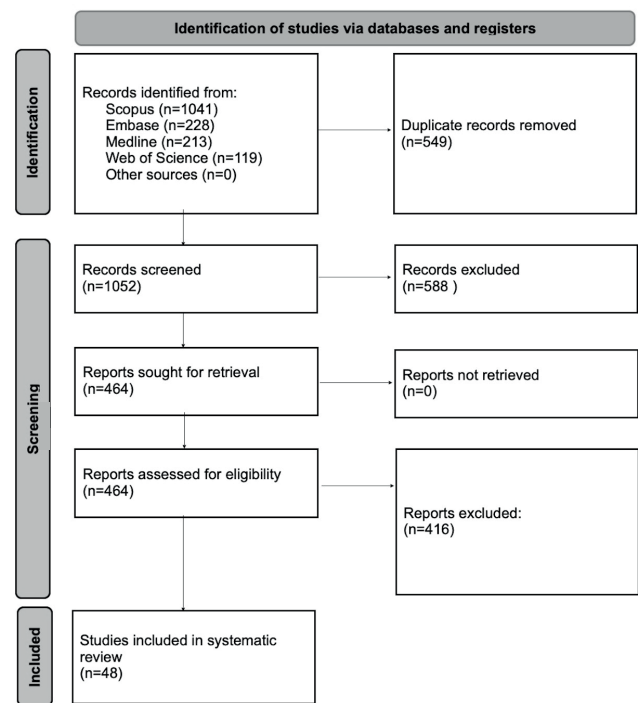 Identification of studies via databases and registers
Identification
Records identified from:
Scopus (n=1041)
Embase (n=228)
Medline (n=213)
Web of Science (n=119)
Other sources (n=0)
Duplicate records removed
(n=549)
Screening
Records screened
(n=1052)
Records excluded
(n=588 )
Reports sought for retrieval
(n=464)
Reports not retrieved
(n=0)
Reports assessed for eligibility
(n=464)
Reports excluded:
(n=416)
Included
Studies included in systematic
review
(n=48)